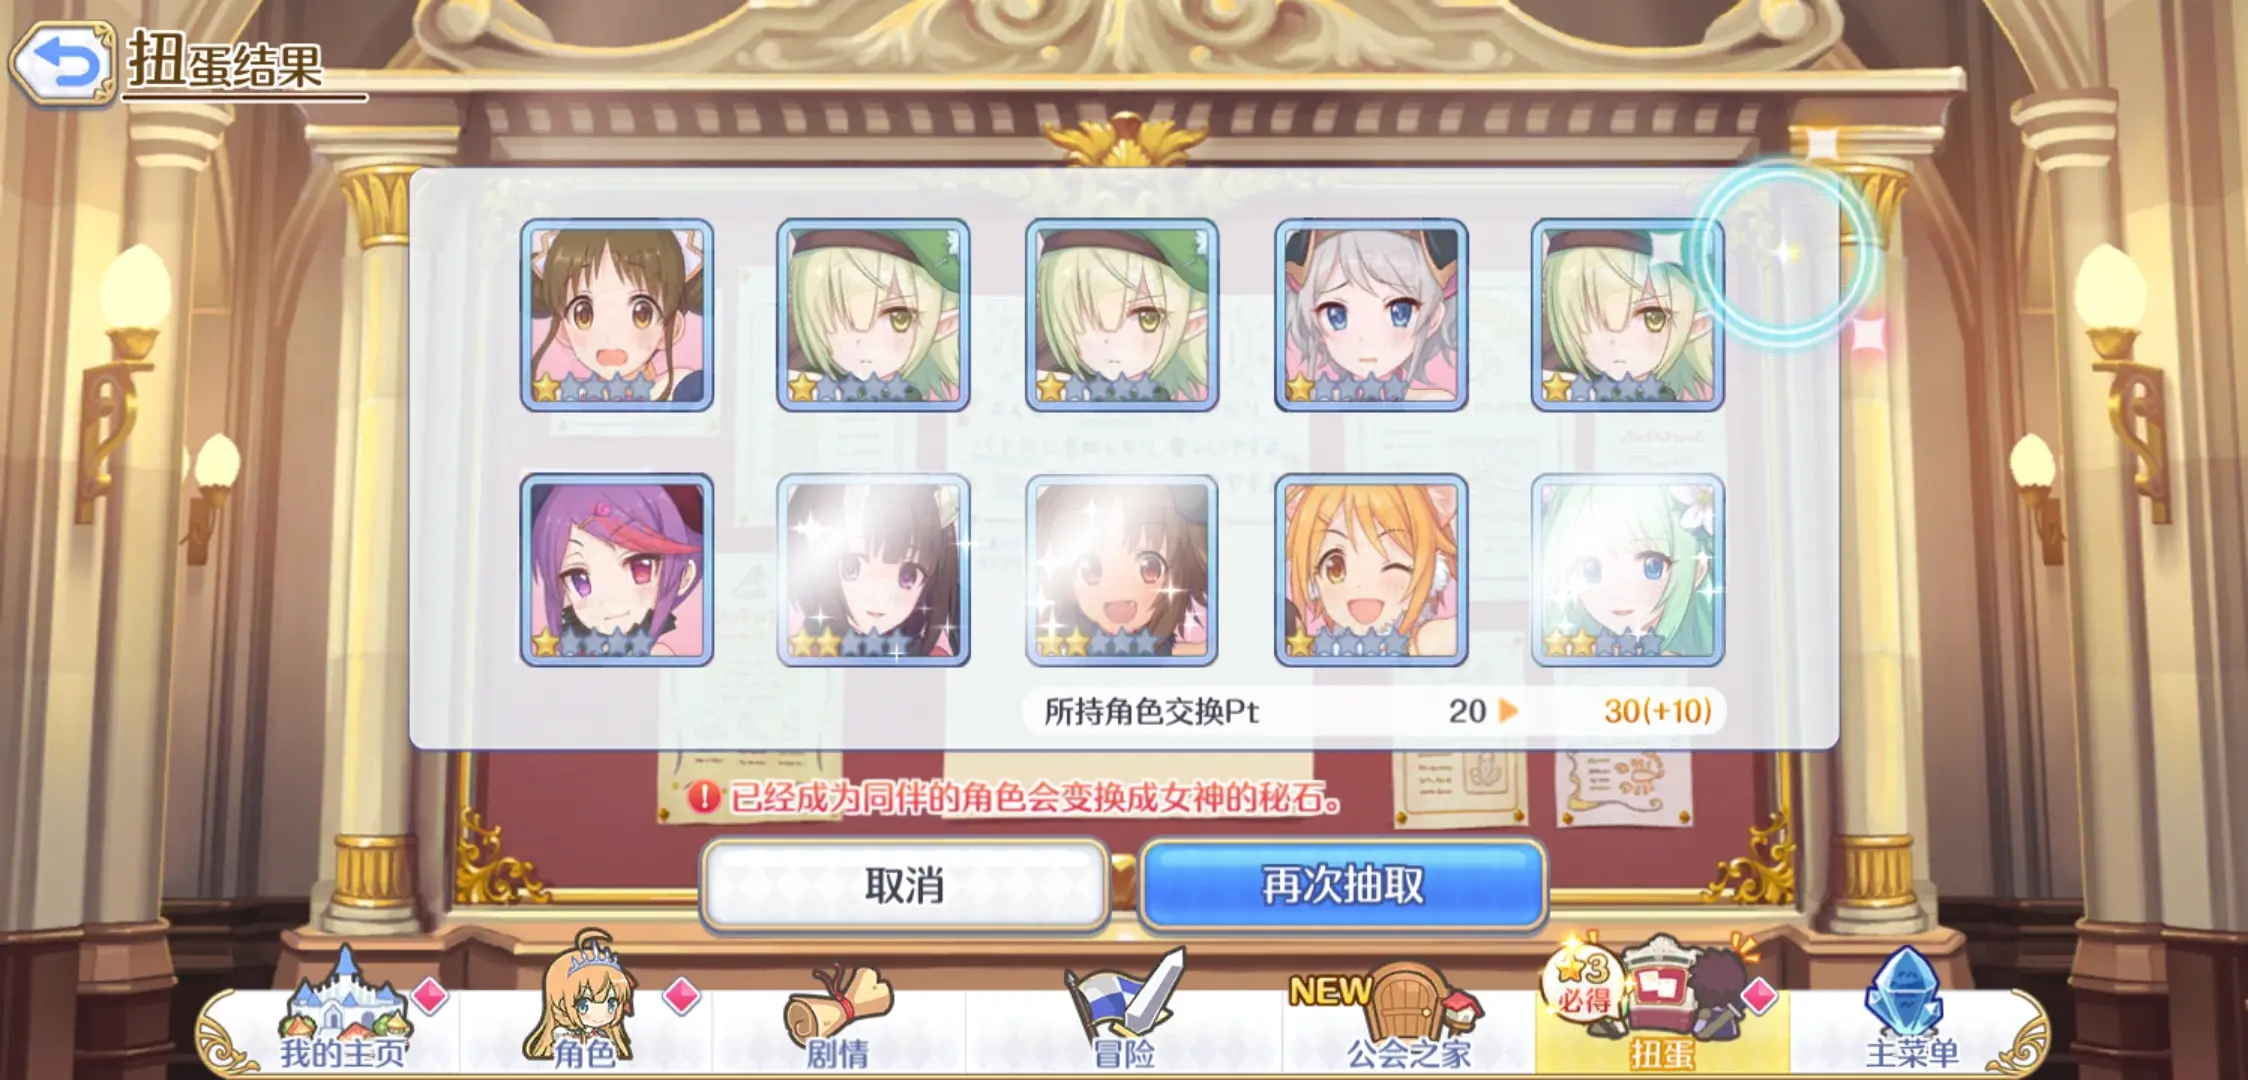 扭蛋结果
所持角色交换Pt 20 30(+10)
已经成为同伴的角色会变换成女神的秘石。
取消
再次抽取
我的主页
角色
剧情
冒险
NEW
公会之家
3
必得
扭蛋
主菜单